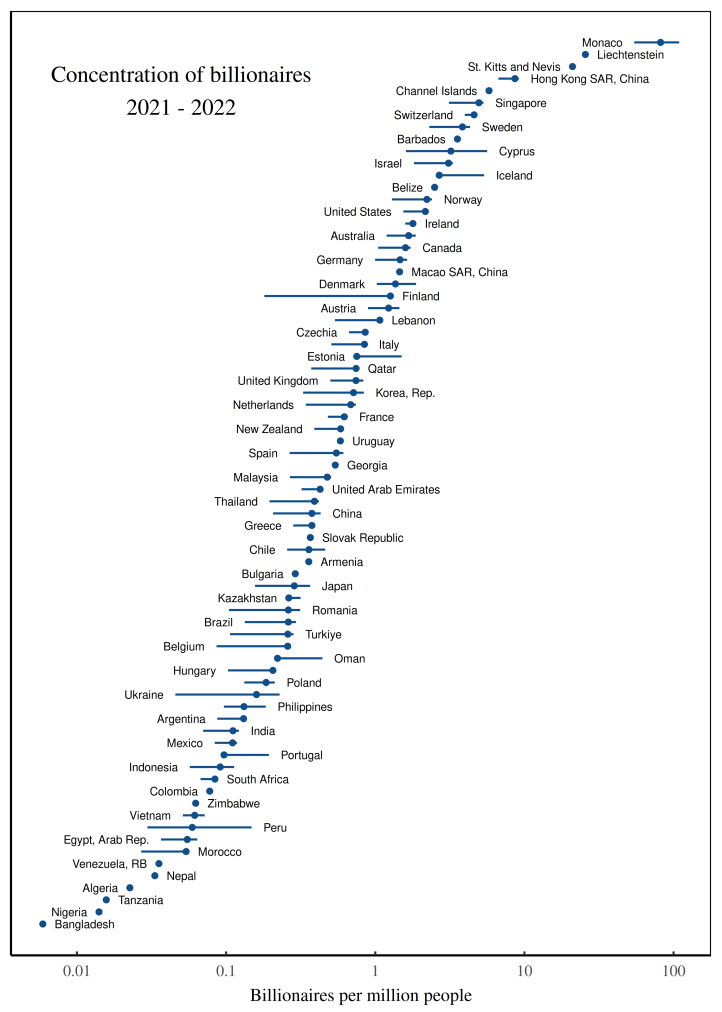 Concentration of billionaires
2021 - 2022
Monaco
Liechtenstein
St. Kitts and Nevis
Hong Kong SAR, China
Channel Islands
Singapore
Switzerland
Sweden
Barbados
Cyprus
Israel
Iceland
Belize
Norway
United States
Ireland
Australia
Canada
Germany
Macao SAR, China
Denmark
Finland
Austria
Lebanon
Czechia
Italy
Estonia
Qatar
United Kingdom
Korea, Rep.
Netherlands
France
New Zealand
Uruguay
Spain
Georgia
Malaysia
United Arab Emirates
Thailand
China
Greece
Slovak Republic
Chile
Armenia
Bulgaria
Japan
Kazakhstan
Romania
Brazil
Turkiye
Belgium
Oman
Hungary
Poland
Ukraine
Philippines
Argentina
India
Mexico
Portugal
Indonesia
South Africa
Colombia
Zimbabwe
Vietnam
Peru
Egypt, Arab Rep.
Morocco
Venezuela, RB
Nepal
Algeria
Tanzania
Nigeria
Bangladesh
0.01 0.1 1 10 100
Billionaires per million people